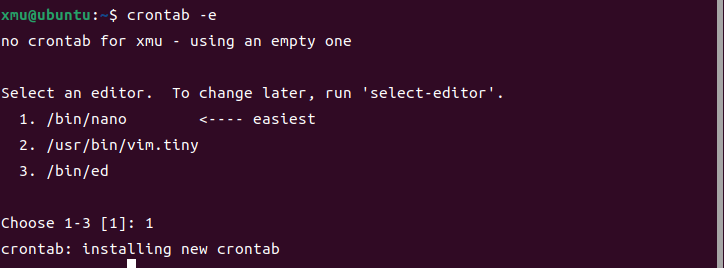 xmu@ubuntu:~$ crontab -e
no crontab for xmu - using an empty one
Select an editor.  To change later, run 'select-editor'.
  1. /bin/nano        <---- easiest
  2. /usr/bin/vim.tiny
  3. /bin/ed
Choose 1-3 [1]: 1
crontab: installing new crontab